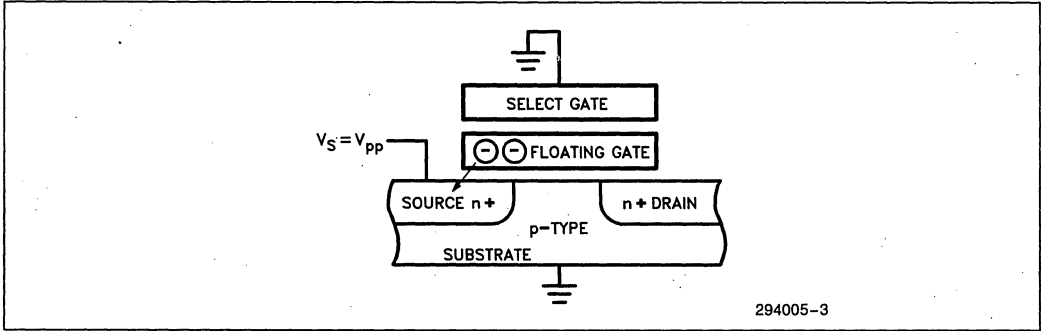 SELECT GATE
V_S = V_pp
− − FLOATING GATE
SOURCE n+
n+ DRAIN
p-TYPE
SUBSTRATE
294005-3